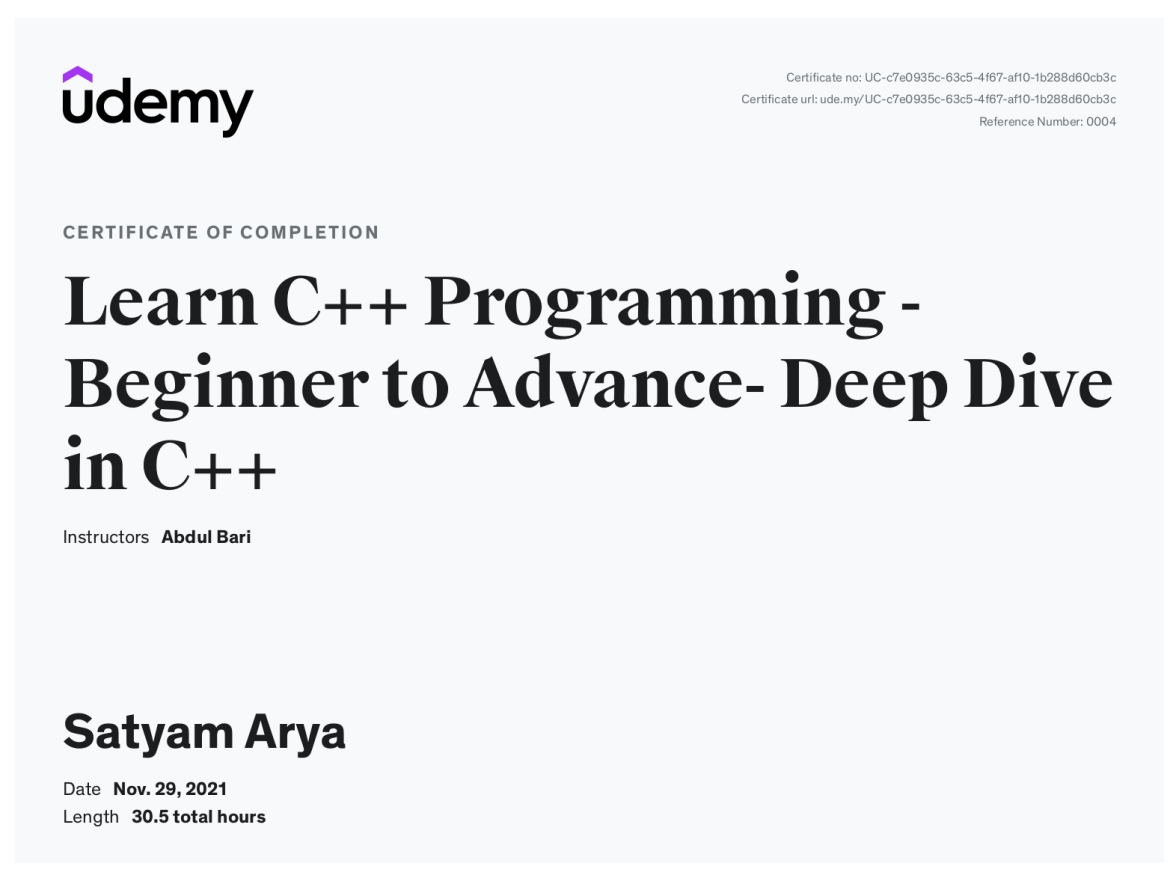 udemy
Certificate no: UC-c7e0935c-63c5-4f67-af10-1b288d60cb3c
Certificate url: ude.my/UC-c7e0935c-63c5-4f67-af10-1b288d60cb3c
Reference Number: 0004
CERTIFICATE OF COMPLETION
Learn C++ Programming -
Beginner to Advance- Deep Dive
in C++
Instructors Abdul Bari
Satyam Arya
Date Nov. 29, 2021
Length 30.5 total hours